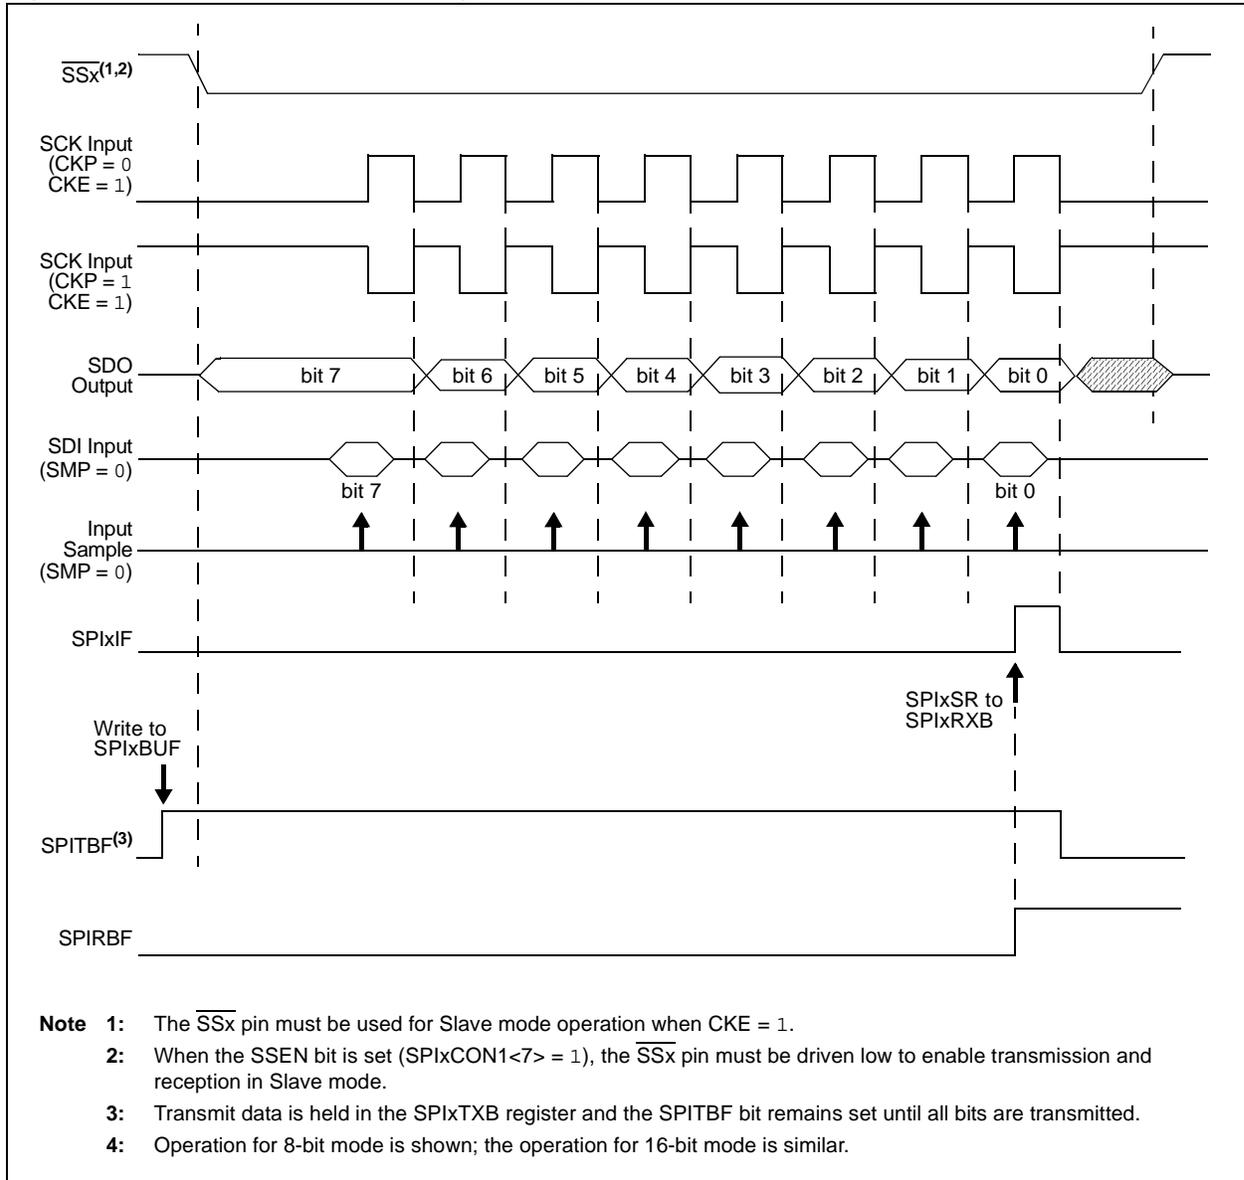 SSx(1,2)
SCK Input
(CKP = 0
CKE = 1)
SCK Input
(CKP = 1
CKE = 1)
SDO
Output
bit 7
bit 6
bit 5
bit 4
bit 3
bit 2
bit 1
bit 0
SDI Input
(SMP = 0)
bit 7
bit 0
Input
Sample
(SMP = 0)
SPIxIF
SPIxSR to
SPIxRXB
Write to
SPIxBUF
SPITBF(3)
SPIRBF
Note 1: The SSx pin must be used for Slave mode operation when CKE = 1.
2: When the SSEN bit is set (SPIxCON1<7> = 1), the SSx pin must be driven low to enable transmission and
reception in Slave mode.
3: Transmit data is held in the SPIxTXB register and the SPITBF bit remains set until all bits are transmitted.
4: Operation for 8-bit mode is shown; the operation for 16-bit mode is similar.